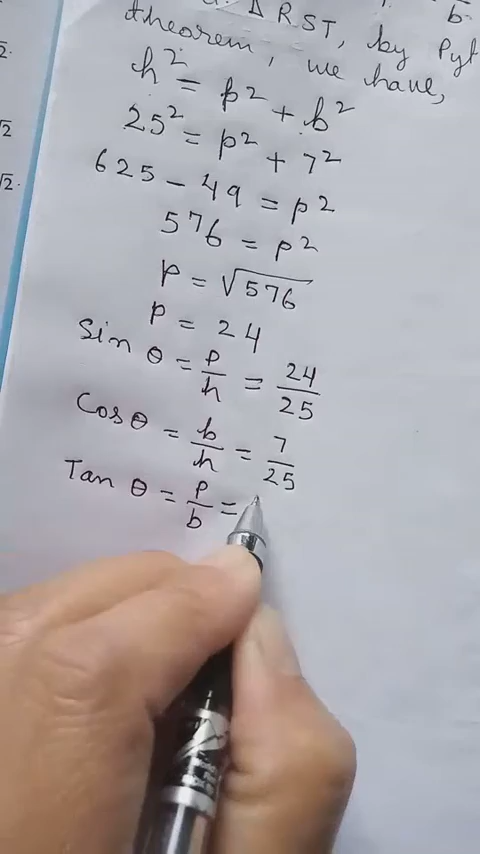 Δ RST, by
theorem, we have,
h² = p² + b²
25² = p² + 7²
625 - 49 = p²
576 = p²
p = √576
p = 24
Sin θ = p/h = 24/25
Cos θ = b/h = 7/25
Tan θ = p/b =